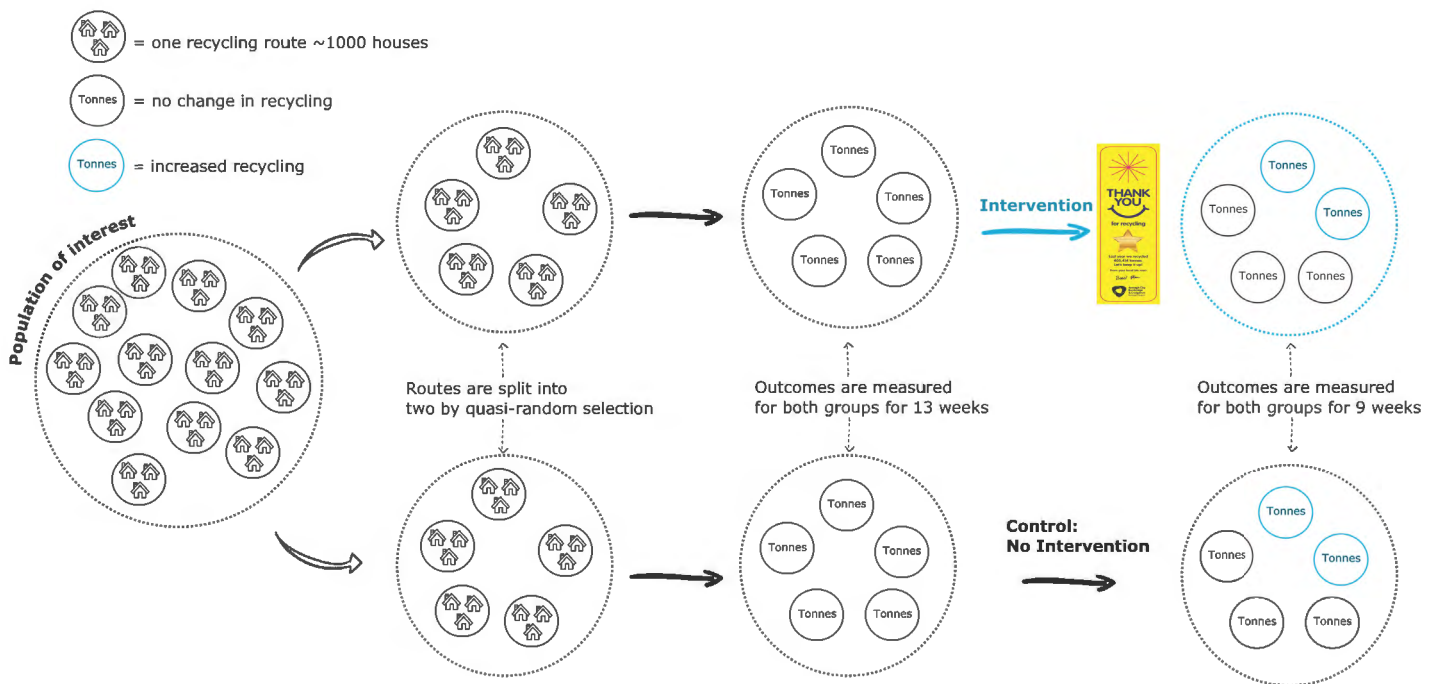 = one recycling route ~1000 houses
Tonnes
= no change in recycling
Tonnes
= increased recycling
Population of interest
Routes are split into
two by quasi-random selection
Tonnes
Tonnes
Tonnes
Tonnes
Tonnes
Outcomes are measured
for both groups for 13 weeks
Tonnes
Tonnes
Tonnes
Tonnes
Tonnes
Intervention
THANK
YOU
for recycling
Control:
No Intervention
Tonnes
Tonnes
Tonnes
Tonnes
Tonnes
Outcomes are measured
for both groups for 9 weeks
Tonnes
Tonnes
Tonnes
Tonnes
Tonnes